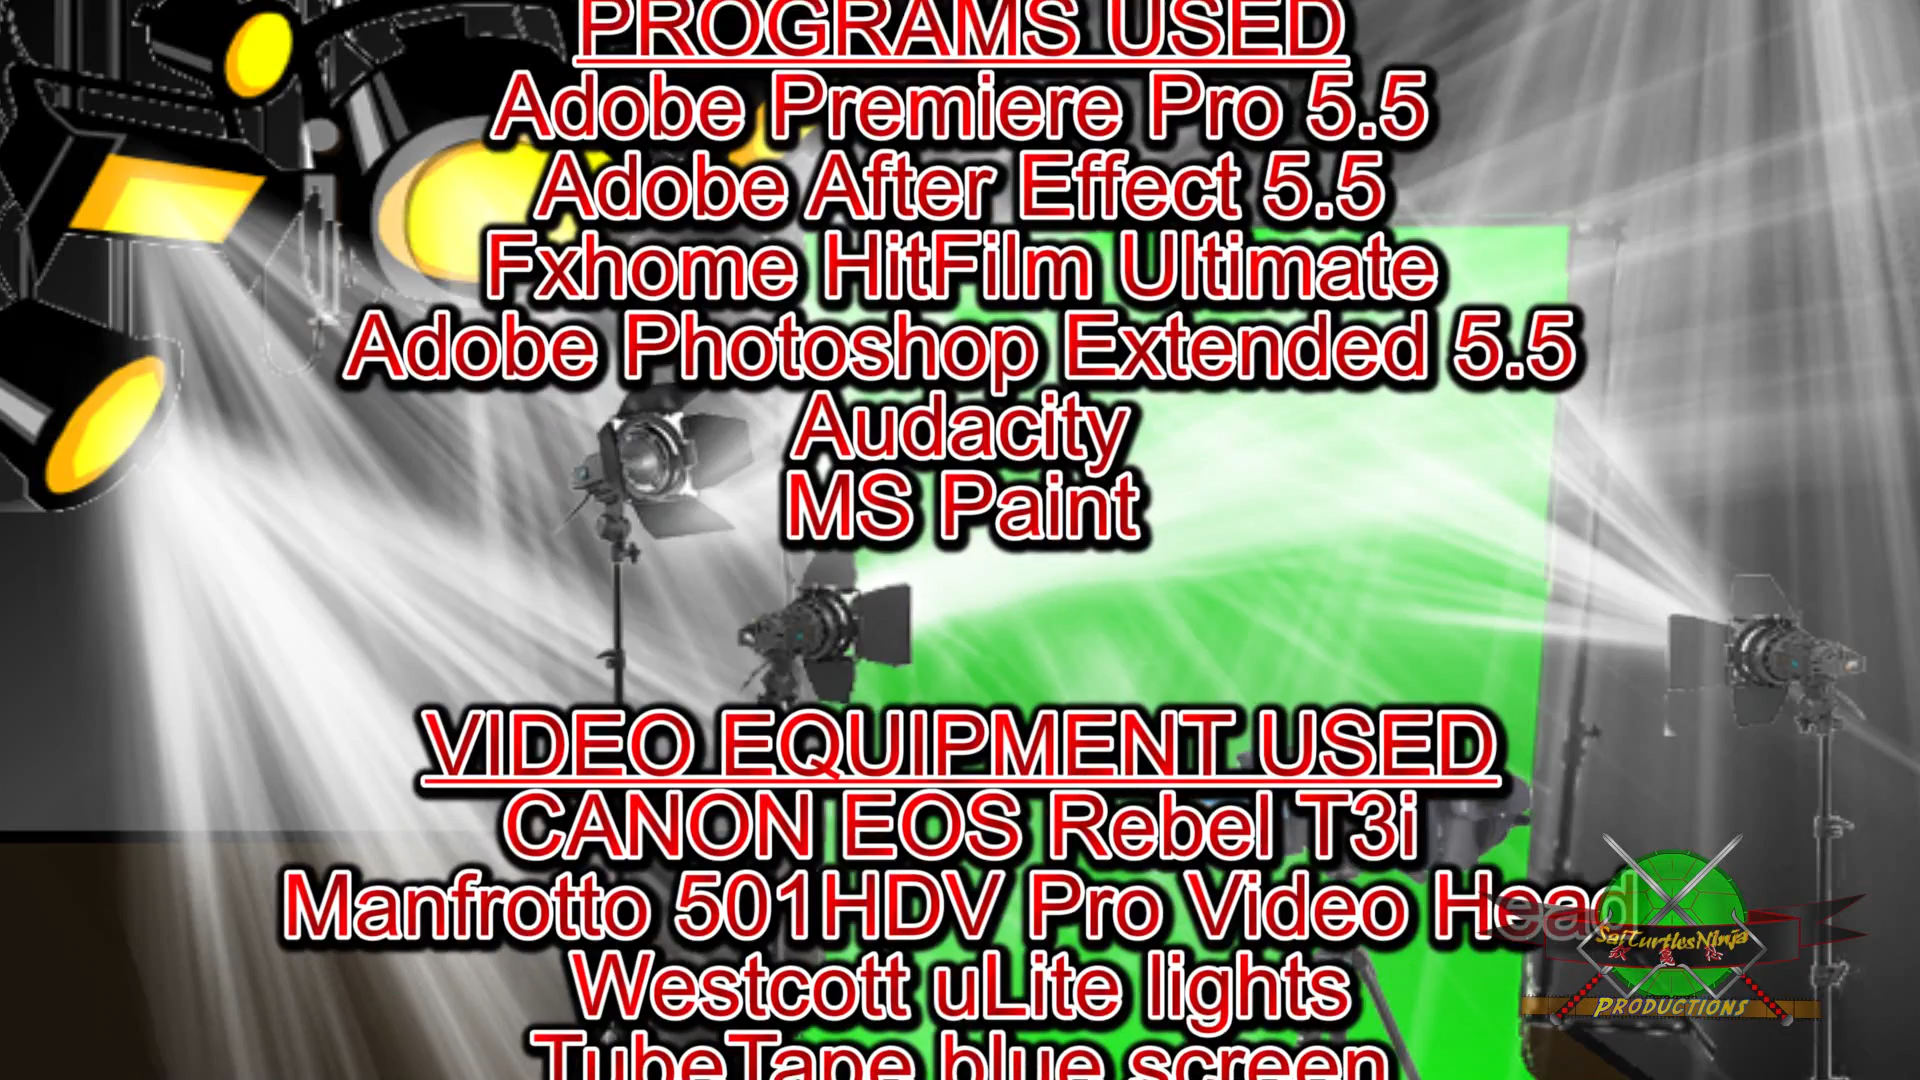 PROGRAMS USED
Adobe Premiere Pro 5.5
Adobe After Effect 5.5
Fxhome HitFilm Ultimate
Adobe Photoshop Extended 5.5
Audacity
MS Paint
VIDEO EQUIPMENT USED
CANON EOS Rebel T3i
Manfrotto 501HDV Pro Video Head
Westcott uLite lights
TubeTape blue screen
SaiTurtlesNinja
PRODUCTIONS